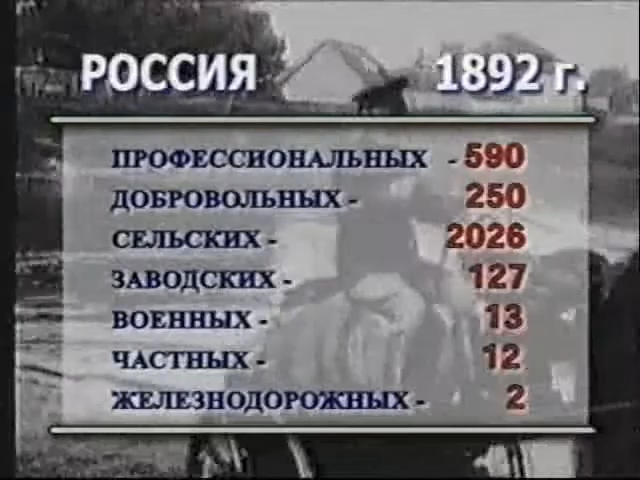 РОССИЯ 1892 г.
ПРОФЕССИОНАЛЬНЫХ - 590
ДОБРОВОЛЬНЫХ - 250
СЕЛЬСКИХ - 2026
ЗАВОДСКИХ - 127
ВОЕННЫХ - 13
ЧАСТНЫХ - 12
ЖЕЛЕЗНОДОРОЖНЫХ - 2